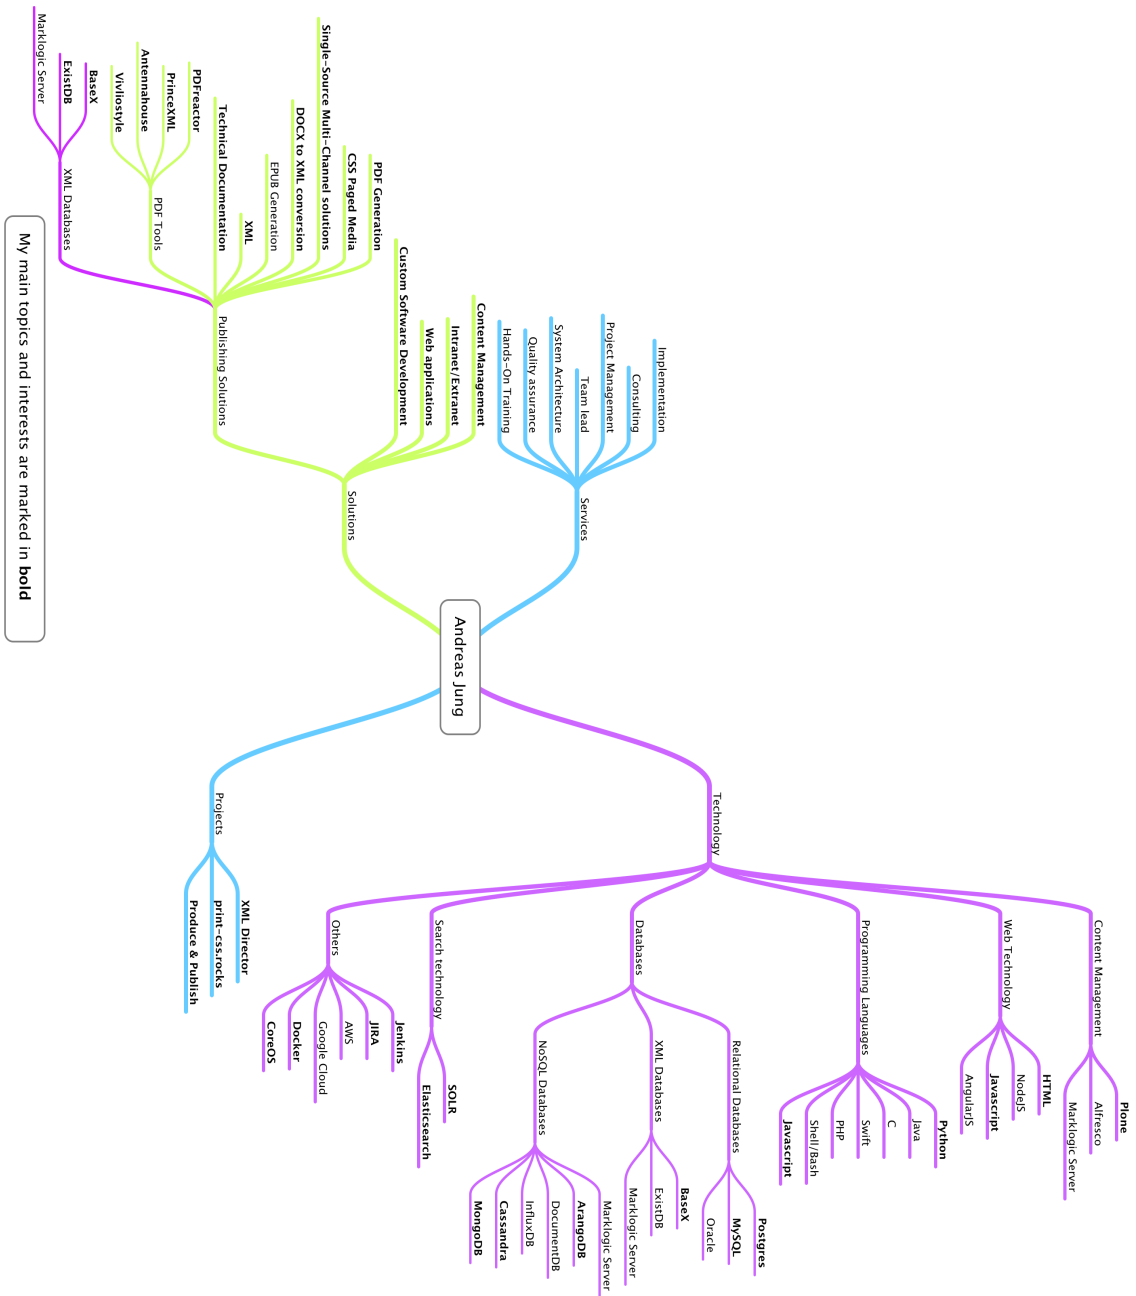 Andreas Jung
Services
Implementation
Consulting
Project Management
Team lead
System Architecture
Quality assurance
Hands-On Training
Solutions
Content Management
Intranet/Extranet
Web applications
Custom Software Development
Publishing Solutions
PDF Generation
CSS Paged Media
Single-Source Multi-Channel solutions
DOCX to XML conversion
EPUB Generation
XML
Technical Documentation
PDF Tools
PDFreactor
PrinceXML
Antennahouse
Vivliostyle
XML Databases
BaseX
ExistDB
Marklogic Server
Technology
Content Management
Plone
Alfresco
Marklogic Server
Web Technology
HTML
NodeJS
Javascript
AngularJS
Programming Languages
Python
Java
C
Swift
PHP
Shell/Bash
Javascript
Databases
Relational Databases
Postgres
MySQL
Oracle
XML Databases
BaseX
ExistDB
Marklogic Server
NoSQL Databases
Marklogic Server
ArangoDB
DocumentDB
InfluxDB
Cassandra
MongoDB
Search technology
SOLR
Elasticsearch
Others
Jenkins
JIRA
AWS
Google Cloud
Docker
CoreOS
Projects
XML Director
print-css.rocks
Produce & Publish
My main topics and interests are marked in bold